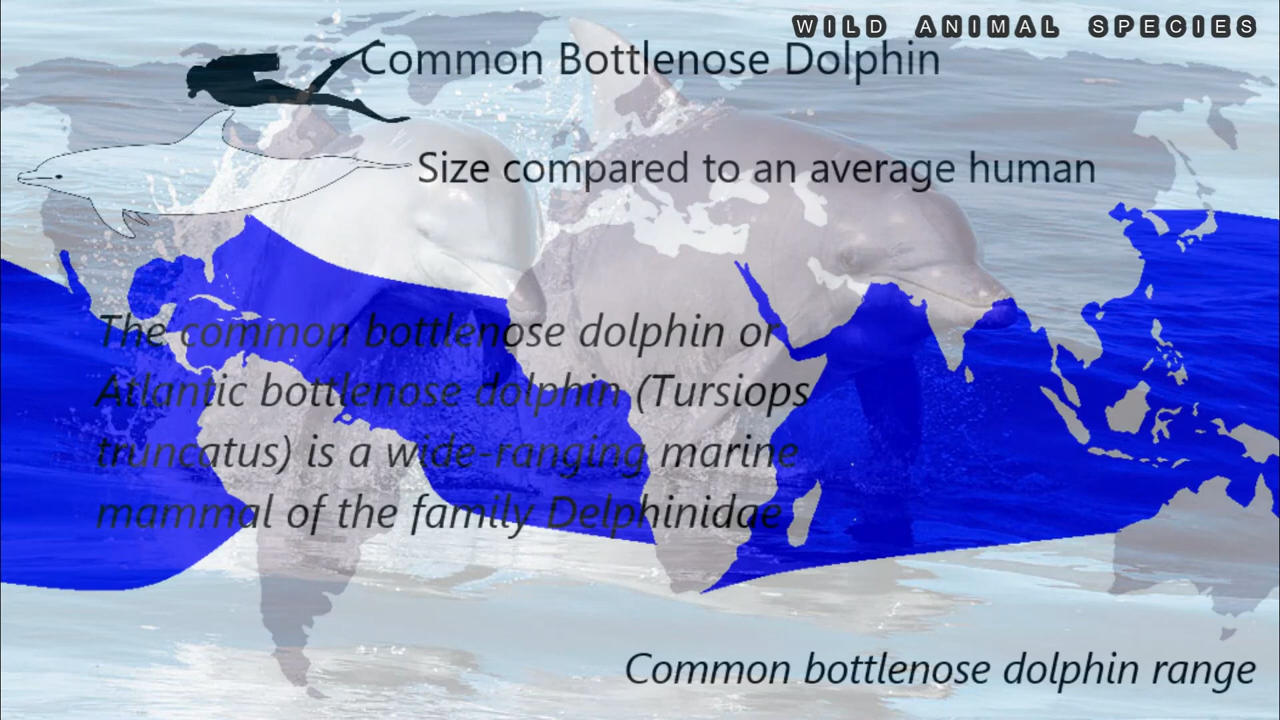 WILD ANIMAL SPECIES
Common Bottlenose Dolphin
Size compared to an average human
The common bottlenose dolphin or
Atlantic bottlenose dolphin (Tursiops
truncatus) is a wide-ranging marine
mammal of the family Delphinidae
Common bottlenose dolphin range